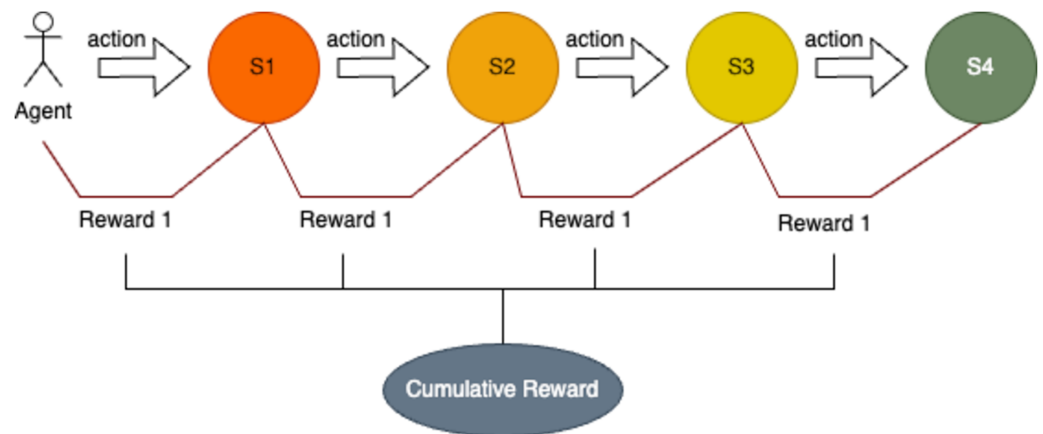 action
action
action
action
S1
S2
S3
S4
Agent
Reward 1
Reward 1
Reward 1
Reward 1
Cumulative Reward